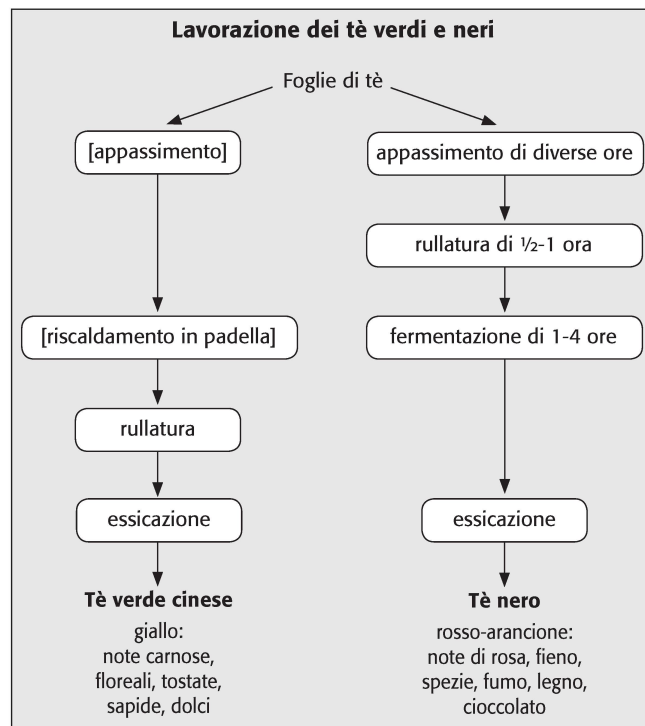 Lavorazione dei tè verdi e neri
Foglie di tè
[appassimento]
[riscaldamento in padella]
rullatura
essicazione
Tè verde cinese
giallo:
note carnose,
floreali, tostate,
sapide, dolci
appassimento di diverse ore
rullatura di ½-1 ora
fermentazione di 1-4 ore
essicazione
Tè nero
rosso-arancione:
note di rosa, fieno,
spezie, fumo, legno,
cioccolato